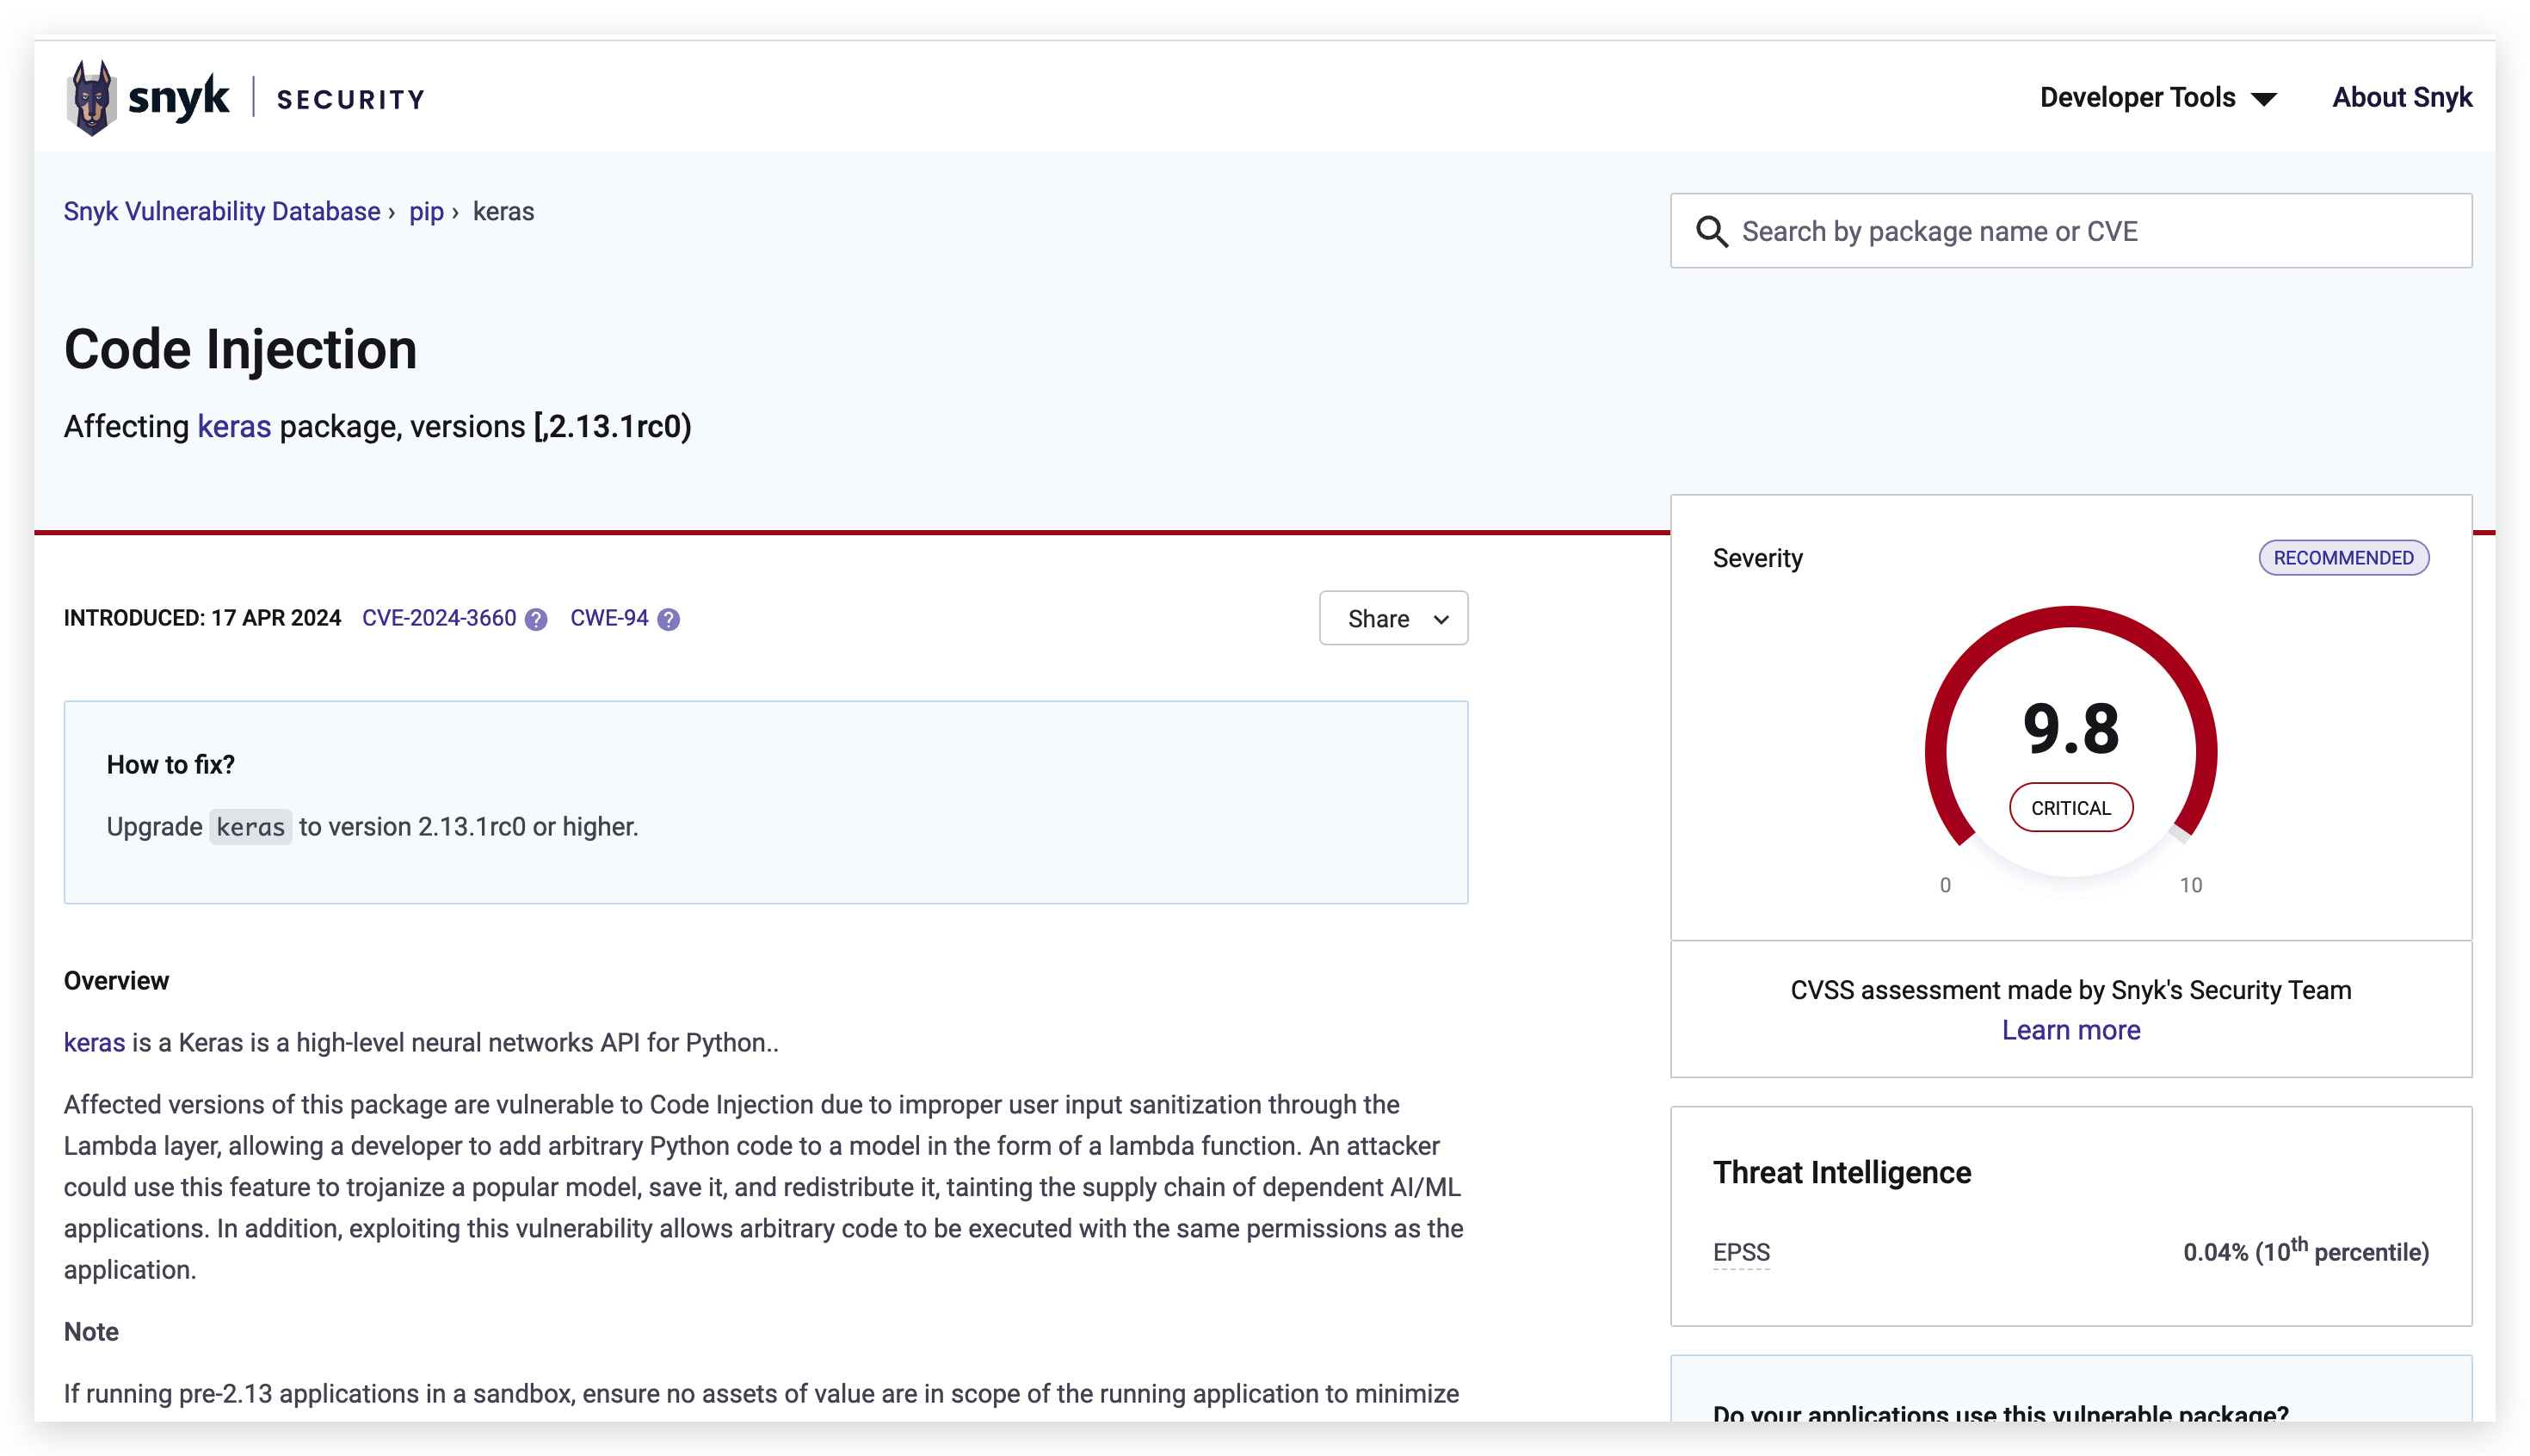 snyk | SECURITY
Developer Tools
About Snyk
Snyk Vulnerability Database › pip › keras
Search by package name or CVE
Code Injection
Affecting keras package, versions [,2.13.1rc0)
INTRODUCED: 17 APR 2024 CVE-2024-3660 ? CWE-94 ?
Share
How to fix?
Upgrade keras to version 2.13.1rc0 or higher.
Overview
keras is a Keras is a high-level neural networks API for Python..
Affected versions of this package are vulnerable to Code Injection due to improper user input sanitization through the
Lambda layer, allowing a developer to add arbitrary Python code to a model in the form of a lambda function. An attacker
could use this feature to trojanize a popular model, save it, and redistribute it, tainting the supply chain of dependent AI/ML
applications. In addition, exploiting this vulnerability allows arbitrary code to be executed with the same permissions as the
application.
Note
If running pre-2.13 applications in a sandbox, ensure no assets of value are in scope of the running application to minimize
Severity
RECOMMENDED
9.8
CRITICAL
0
10
CVSS assessment made by Snyk's Security Team
Learn more
Threat Intelligence
EPSS
0.04% (10th percentile)
Do your applications use this vulnerable package?